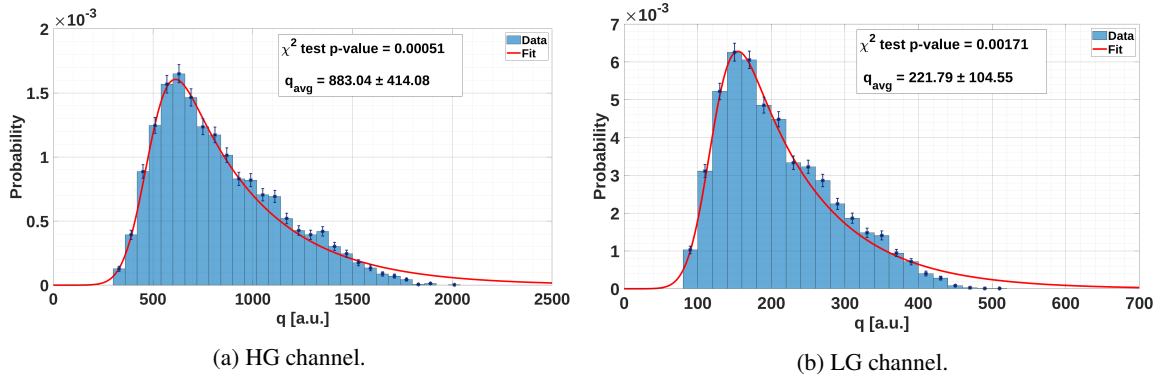 ×10⁻³
2
1.5
1
0.5
0
0 500 1000 1500 2000 2500
Probability
q [a.u.]
χ² test p-value = 0.00051
q_avg = 883.04 ± 414.08
Data
Fit
(a) HG channel.
×10⁻³
7
6
5
4
3
2
1
0
0 100 200 300 400 500 600 700
Probability
q [a.u.]
χ² test p-value = 0.00171
q_avg = 221.79 ± 104.55
Data
Fit
(b) LG channel.